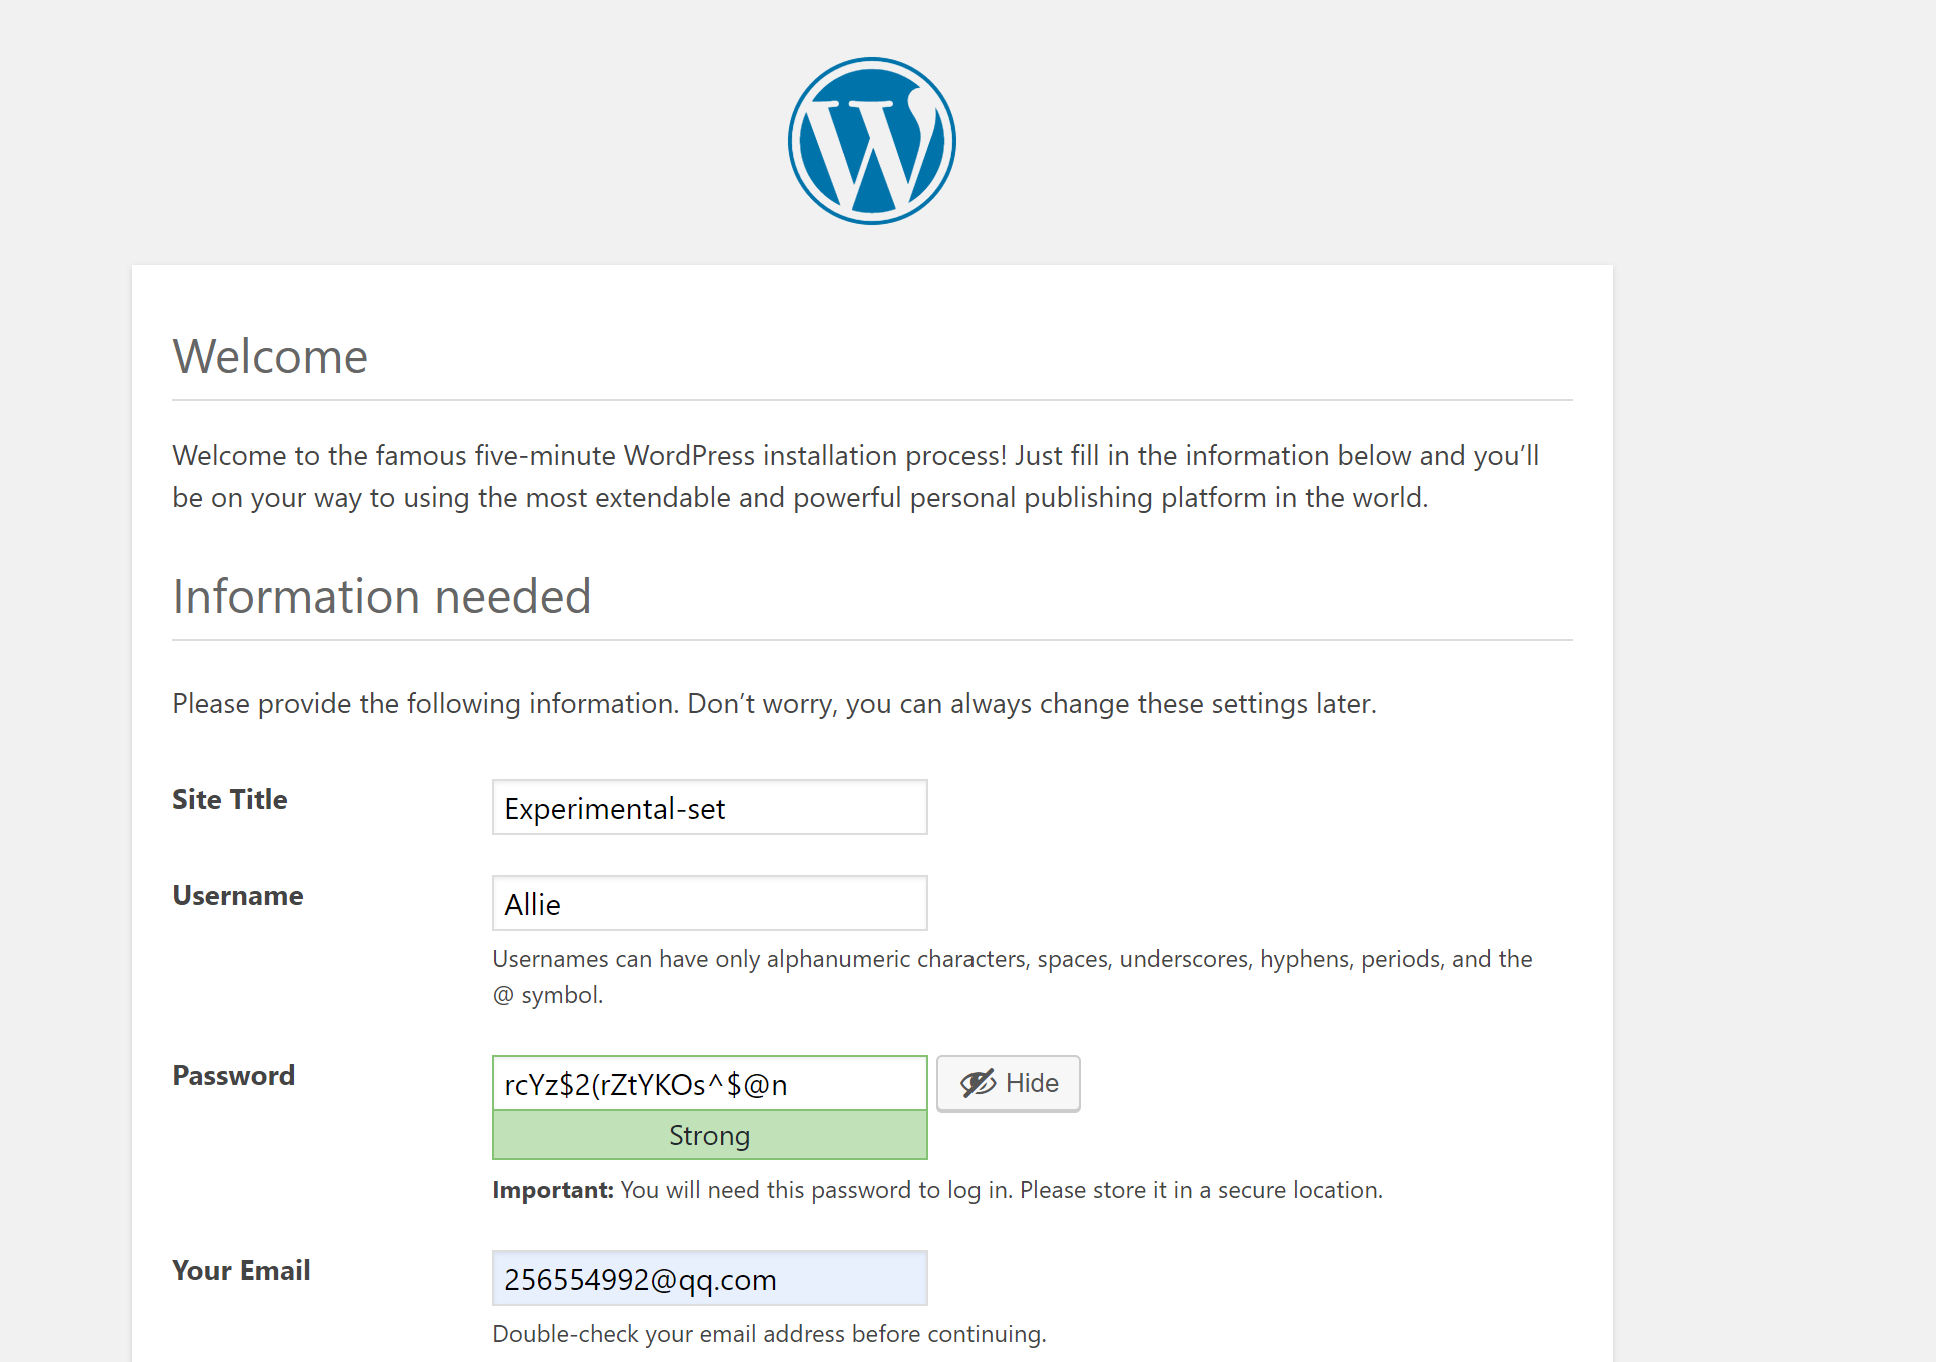 Welcome
Welcome to the famous five-minute WordPress installation process! Just fill in the information below and you’ll
be on your way to using the most extendable and powerful personal publishing platform in the world.
Information needed
Please provide the following information. Don’t worry, you can always change these settings later.
Site Title
Experimental-set
Username
Allie
Usernames can have only alphanumeric characters, spaces, underscores, hyphens, periods, and the
@ symbol.
Password
rcYz$2(rZtYKOs^$@n
Hide
Strong
Important: You will need this password to log in. Please store it in a secure location.
Your Email
256554992@qq.com
Double-check your email address before continuing.